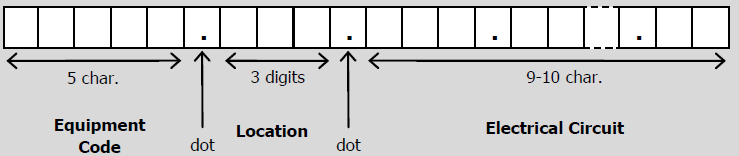 . . . .
5 char. 3 digits 9-10 char.
Equipment Code dot Location dot Electrical Circuit